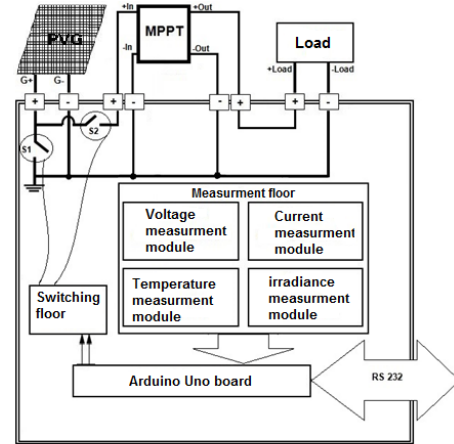 PVG
G+
G-
+In
-In
MPPT
+Out
-Out
Load
+Load
-Load
+
-
+
-
-
+
+
-
S1
S2
Measurment floor
Voltage
measurment
module
Current
measurment
module
Temperature
measurment
module
irradiance
measurment
module
Switching
floor
Arduino Uno board
RS 232